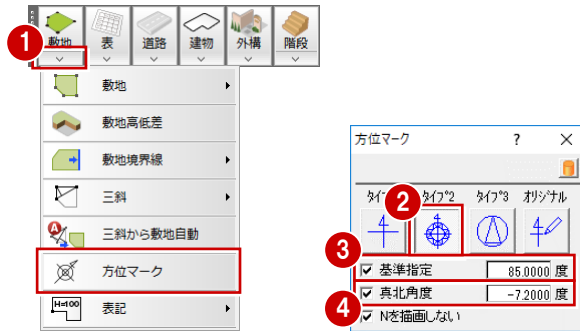 1
敷地 表 道路 建物 外構 階段
敷地
敷地高低差
敷地境界線
三斜
三斜から敷地自動
方位マーク
H=100 表記
方位マーク ? ×
2
ﾀｲﾌﾟ2 ﾀｲﾌﾟ3 ｵﾘｼﾞﾅﾙ
3
基準指定 85.0000 度
4
真北角度 -7.2000 度
Nを描画しない